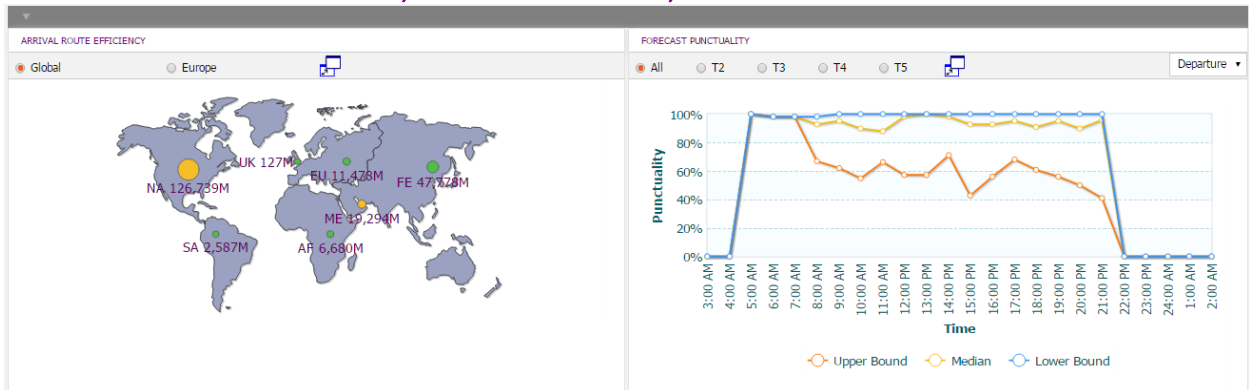 ARRIVAL ROUTE EFFICIENCY
Global
Europe
UK 127M
NA 126,739M
EU 11,478M
FE 47,778M
ME 19,294M
SA 2,587M
AF 6,680M
FORECAST PUNCTUALITY
All
T2
T3
T4
T5
Departure
Punctuality
100%
80%
60%
40%
20%
0%
3:00 AM
4:00 AM
5:00 AM
6:00 AM
7:00 AM
8:00 AM
9:00 AM
10:00 AM
11:00 AM
12:00 PM
13:00 PM
14:00 PM
15:00 PM
16:00 PM
17:00 PM
18:00 PM
19:00 PM
20:00 PM
21:00 PM
22:00 PM
23:00 PM
24:00 AM
1:00 AM
2:00 AM
Time
Upper Bound
Median
Lower Bound